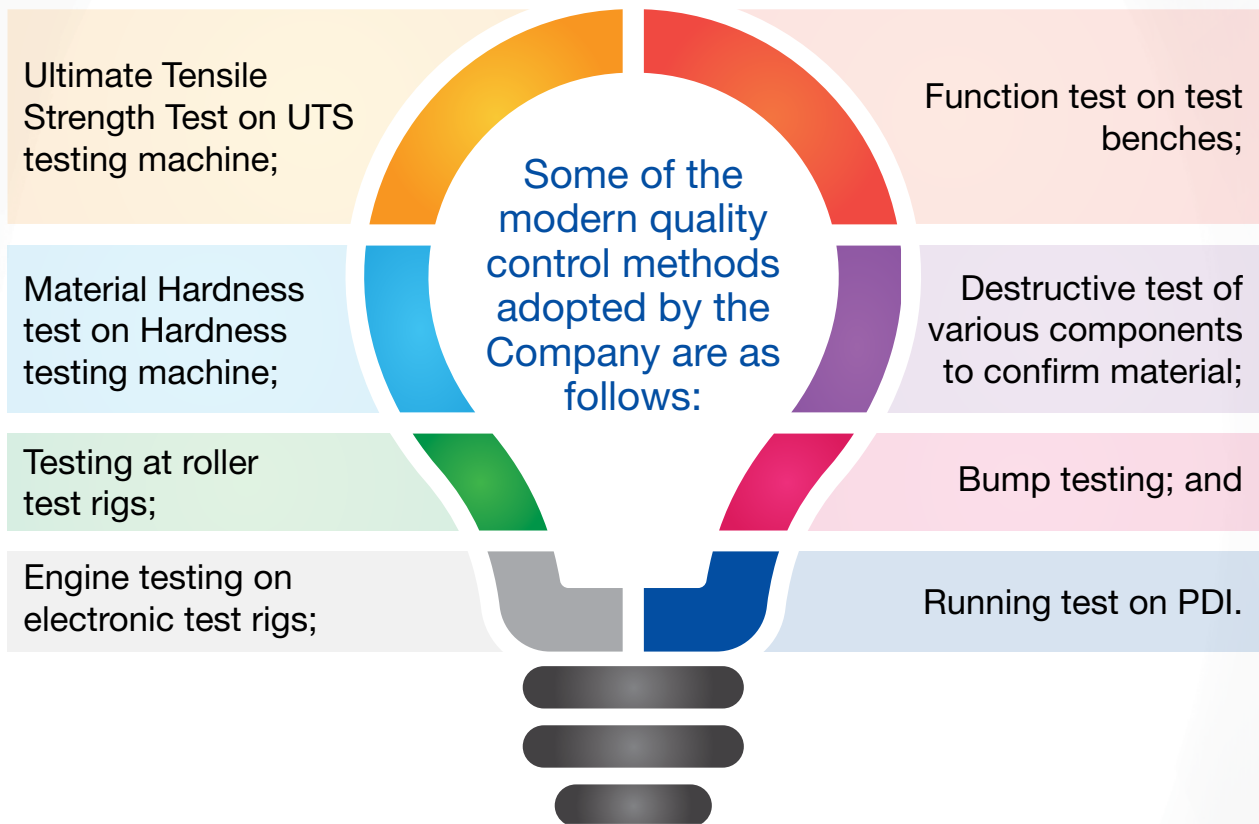 Some of the
modern quality
control methods
adopted by the
Company are as
follows:
Ultimate Tensile
Strength Test on UTS
testing machine;
Material Hardness
test on Hardness
testing machine;
Testing at roller
test rigs;
Engine testing on
electronic test rigs;
Function test on test
benches;
Destructive test of
various components
to confirm material;
Bump testing; and
Running test on PDI.